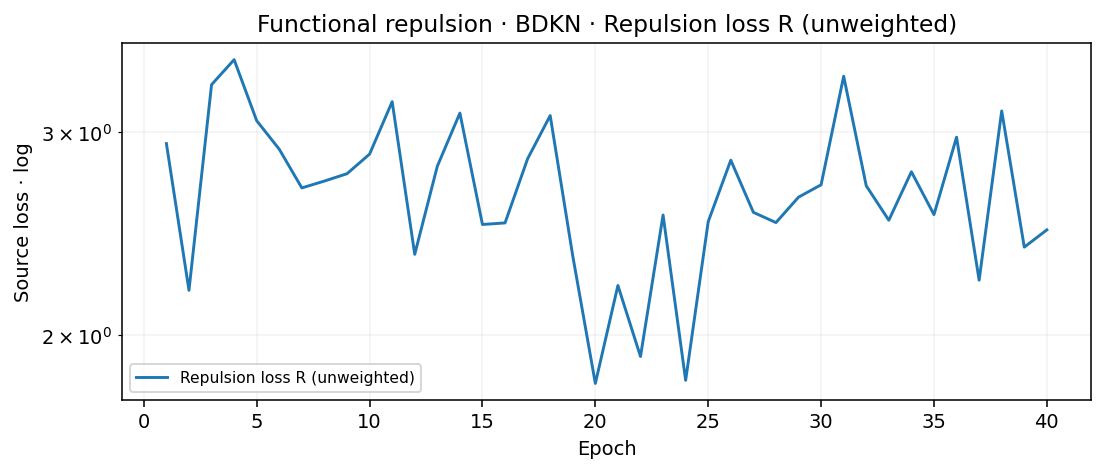 Functional repulsion · BDKN · Repulsion loss R (unweighted)
Source loss · log
3 × 10⁰
2 × 10⁰
Repulsion loss R (unweighted)
0 5 10 15 20 25 30 35 40
Epoch